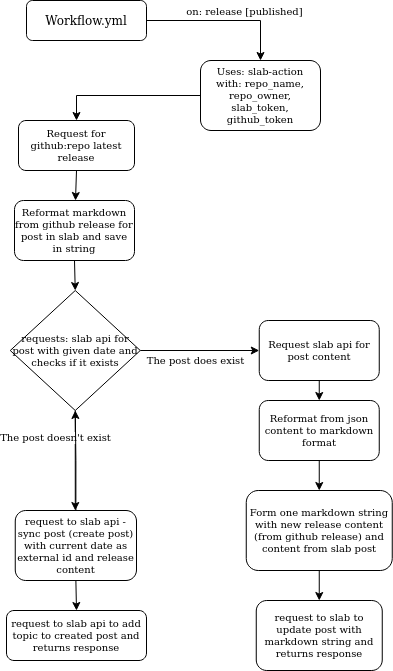 Workflow.yml
on: release [published]
Uses: slab-action
with: repo_name,
repo_owner,
slab_token,
github_token
Request for
github:repo latest
release
Reformat markdown
from github release for
post in slab and save
in string
requests: slab api for
post with given date and
checks if it exists
The post does exist
Request slab api for
post content
Reformat from json
content to markdown
format
Form one markdown string
with new release content
(from github release) and
content from slab post
request to slab to
update post with
markdown string and
returns response
The post doesn't exist
request to slab api -
sync post (create post)
with current date as
external id and release
content
request to slab api to add
topic to created post and
returns response